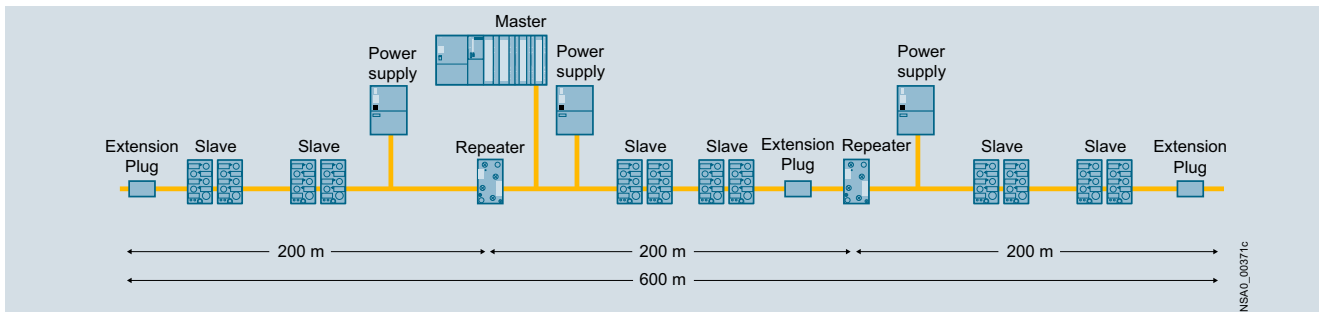 Master
Power
supply
Power
supply
Power
supply
Extension
Plug
Slave
Slave
Repeater
Slave
Slave
Extension
Plug
Repeater
Slave
Slave
Extension
Plug
200 m
200 m
200 m
600 m
NSA0_00371c